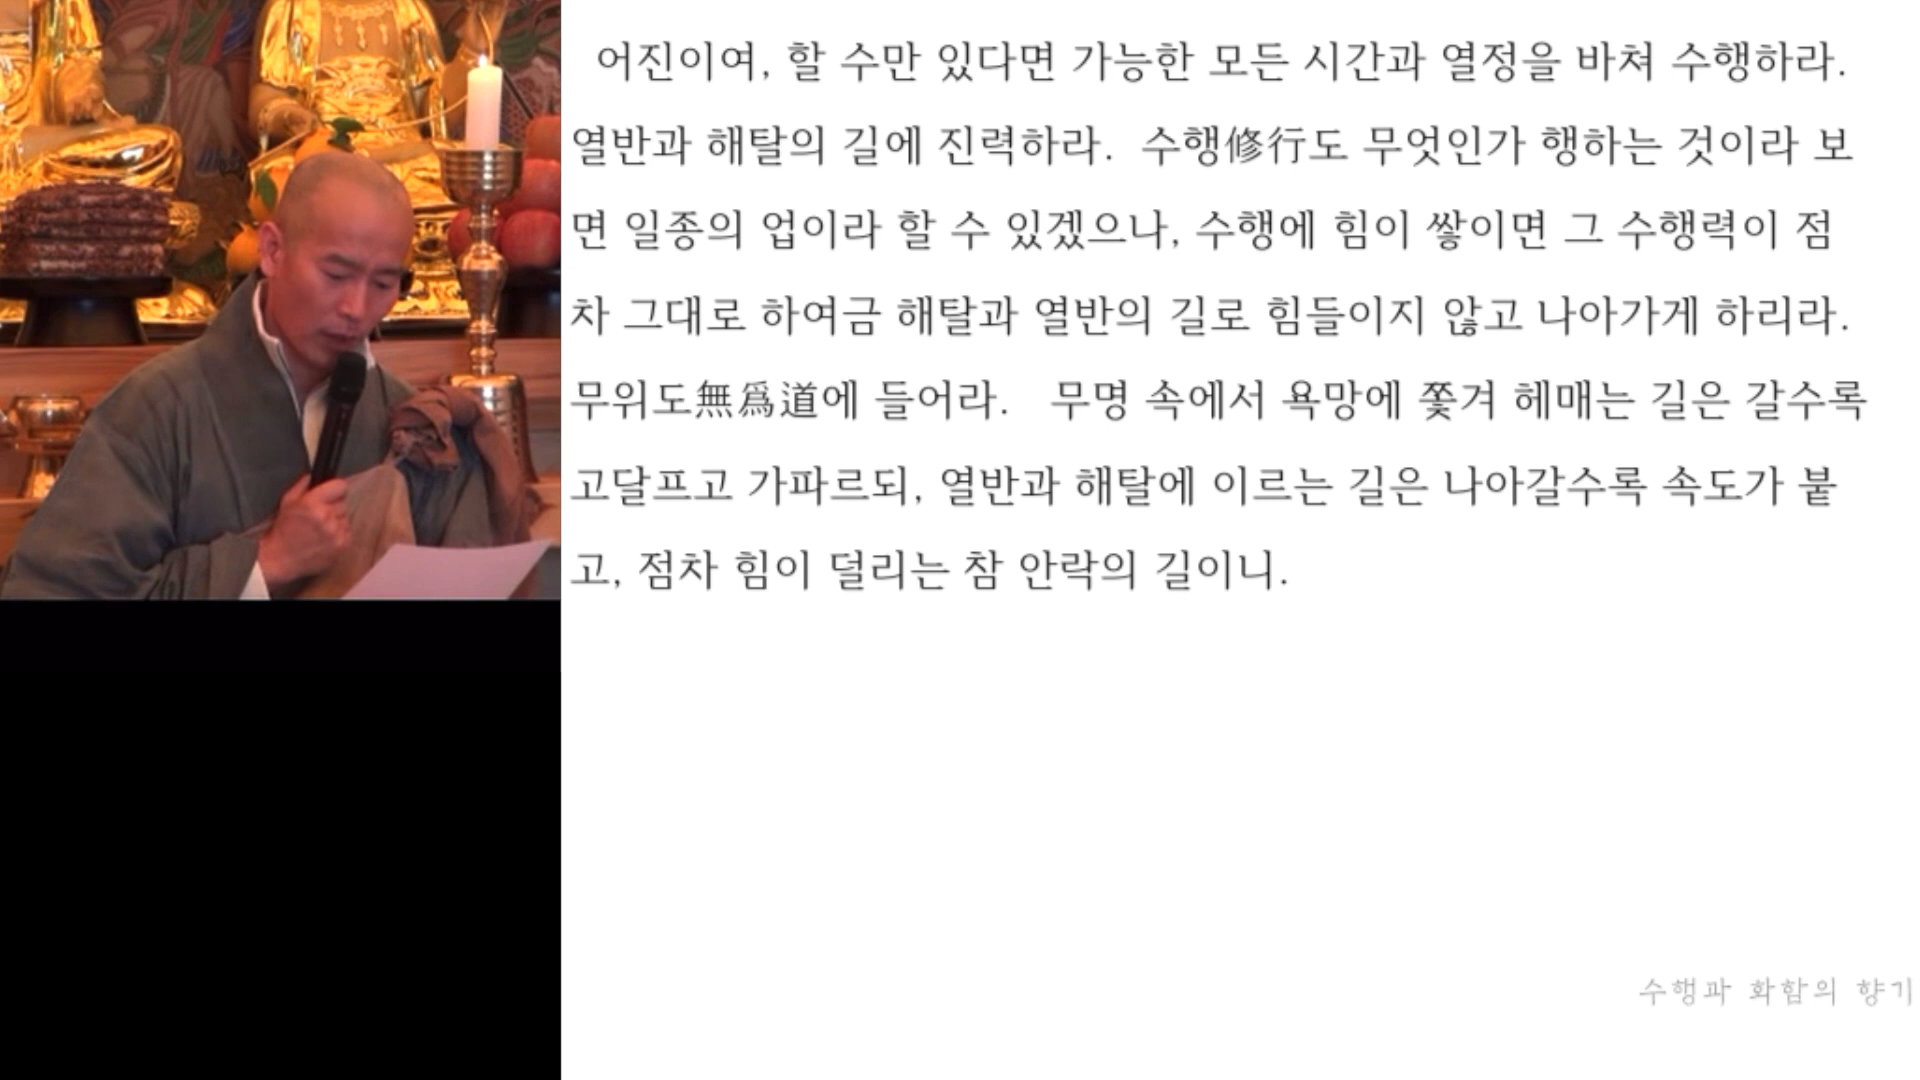 어진이여, 할 수만 있다면 가능한 모든 시간과 열정을 바쳐 수행하라.
열반과 해탈의 길에 진력하라. 수행修行도 무엇인가 행하는 것이라 보
면 일종의 업이라 할 수 있겠으나, 수행에 힘이 쌓이면 그 수행력이 점
차 그대로 하여금 해탈과 열반의 길로 힘들이지 않고 나아가게 하리라.
무위도無爲道에 들어라. 무명 속에서 욕망에 쫓겨 헤매는 길은 갈수록
고달프고 가파르되, 열반과 해탈에 이르는 길은 나아갈수록 속도가 붙
고, 점차 힘이 덜리는 참 안락의 길이니.
수행과 화합의 향기